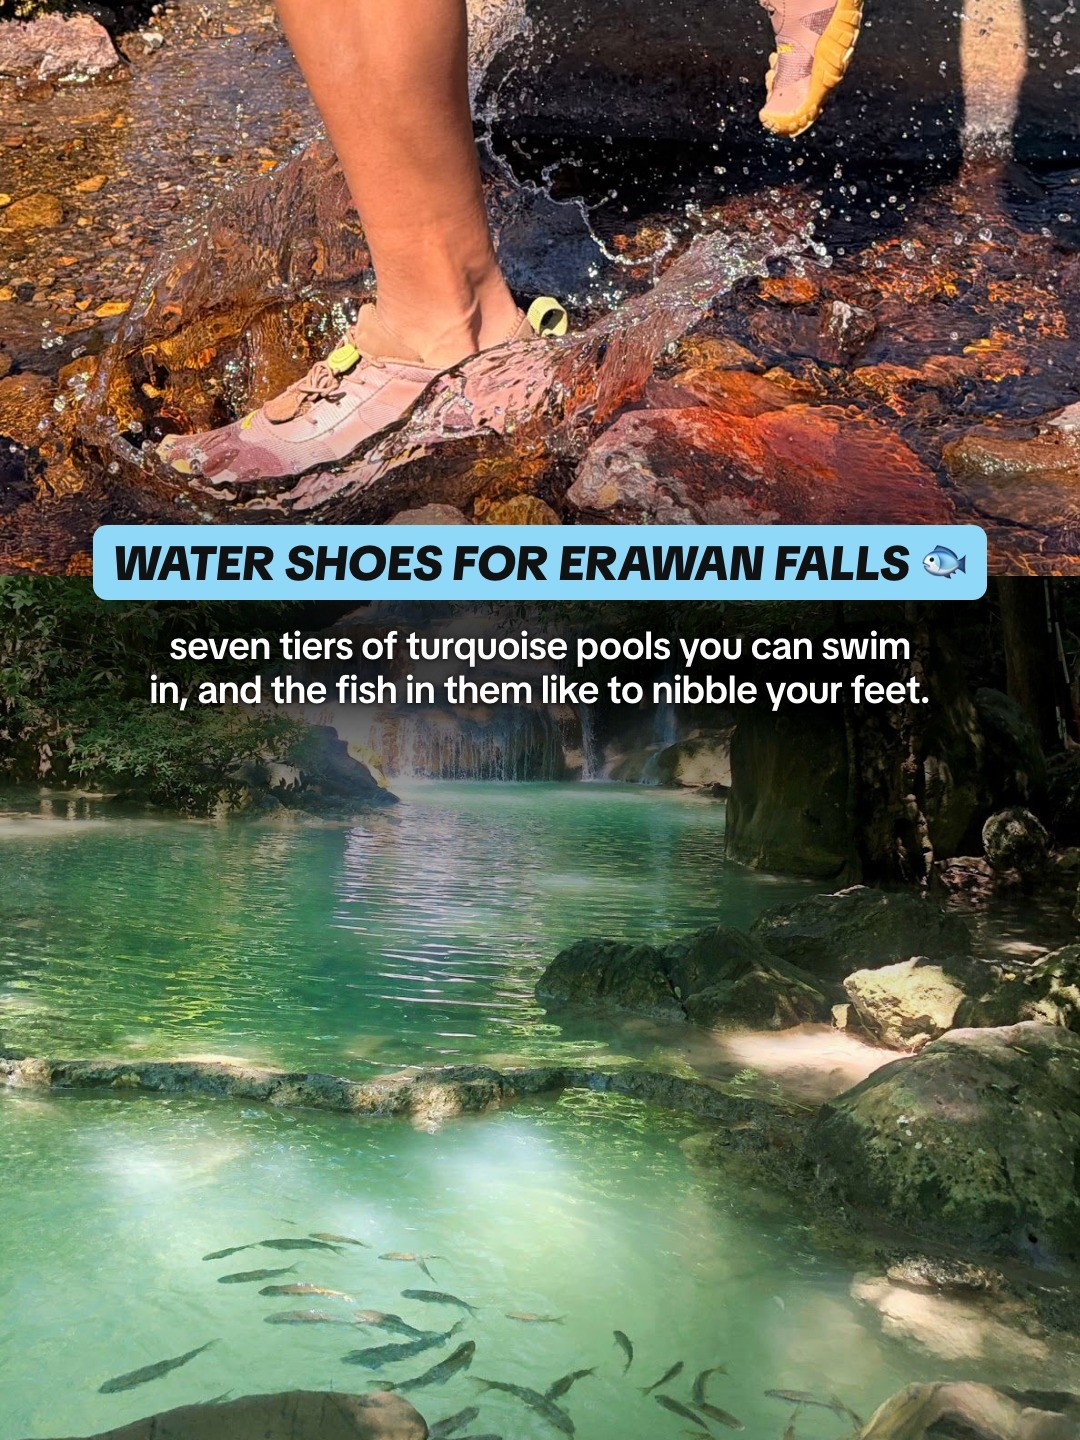 WATER SHOES FOR ERAWAN FALLS 🐟
seven tiers of turquoise pools you can swim
in, and the fish in them like to nibble your feet.